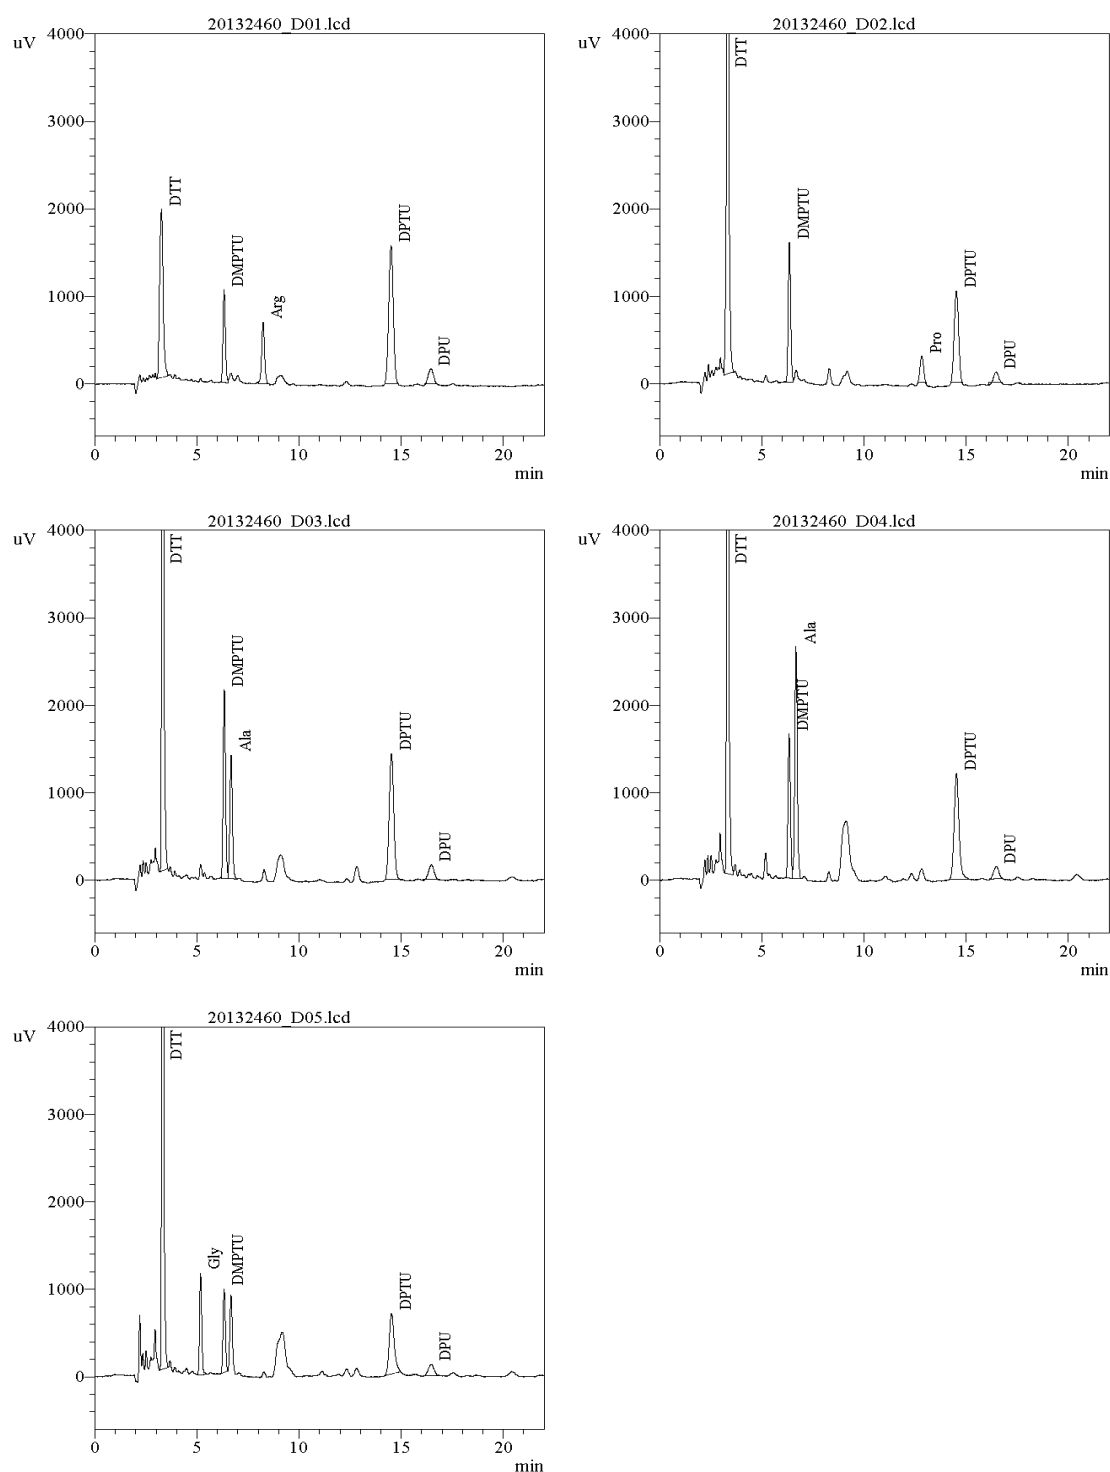 20132460_D01.lcd
uV
4000
3000
2000
1000
0
DTT
DMPTU
Arg
DPTU
DPU
0 5 10 15 20
min
20132460_D02.lcd
uV
4000
3000
2000
1000
0
DTT
DMPTU
Pro
DPTU
DPU
0 5 10 15 20
min
20132460_D03.lcd
uV
4000
3000
2000
1000
0
DTT
DMPTU
Ala
DPTU
DPU
0 5 10 15 20
min
20132460_D04.lcd
uV
4000
3000
2000
1000
0
DTT
DMPTU
Ala
DPTU
DPU
0 5 10 15 20
min
20132460_D05.lcd
uV
4000
3000
2000
1000
0
DTT
Gly
DMPTU
DPTU
DPU
0 5 10 15 20
min